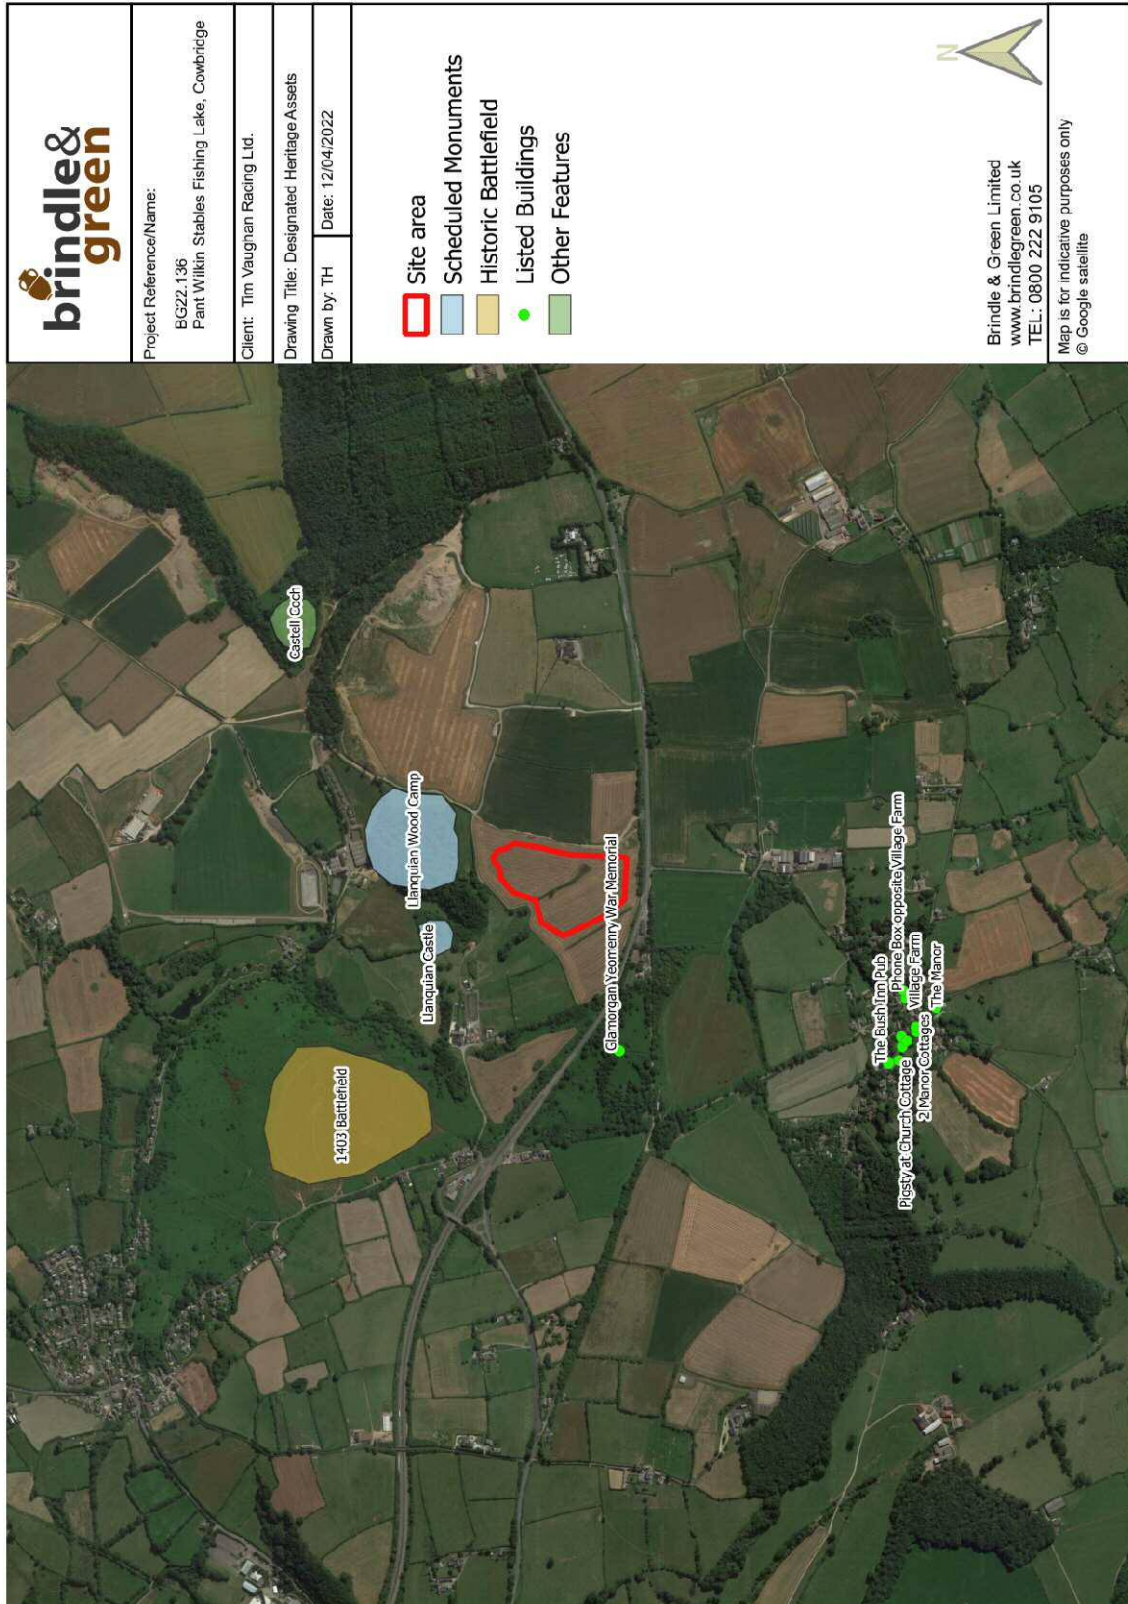 brindle&
green
Project Reference/Name:
BG22.136
Pant Wilkin Stables Fishing Lake, Cowbridge
Client: Tim Vaughan Racing Ltd.
Drawing Title: Designated Heritage Assets
Drawn by: TH
Date: 12/04/2022
Site area
Scheduled Monuments
Historic Battlefield
Listed Buildings
Other Features
N
Brindle & Green Limited
www.brindlegreen.co.uk
TEL: 0800 2222 9105
Map is for indicative purposes only
© Google satellite
Castell Coch
Llanquian Wood Camp
Llanquian Castle
1403 Battlefield
Glamorgan Yeomenry War Memorial
The Bush Inn Pub
Phone Box opposite Village Farm
Pigsty at Church Cottage
Village Farm
2 Manor Cottages
The Manor